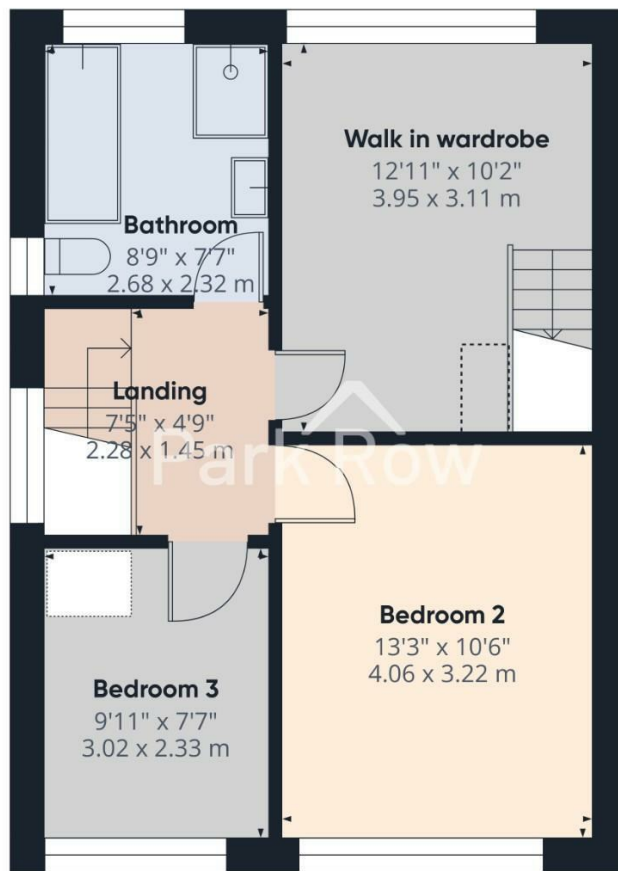 Walk in wardrobe
12'11" x 10'2"
3.95 x 3.11 m
Bathroom
8'9" x 7'7"
2.68 x 2.32 m
Landing
7'5" x 4'9"
2.28 x 1.45 m
Park Row
Bedroom 2
13'3" x 10'6"
4.06 x 3.22 m
Bedroom 3
9'11" x 7'7"
3.02 x 2.33 m